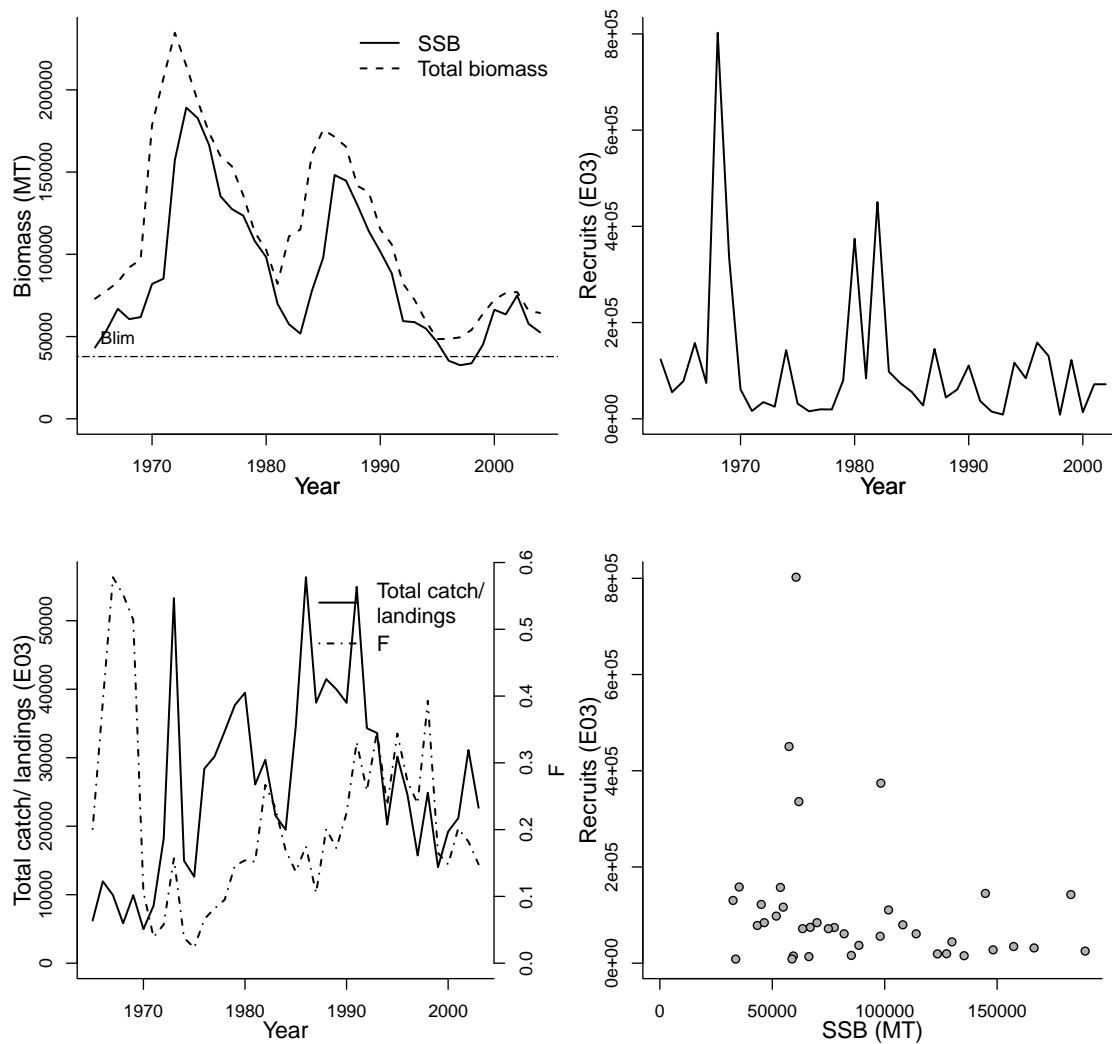 SSB
Total biomass
Biomass (MT)
0
50000
100000
150000
200000
Blim
1970
1980
1990
2000
Year
Recruits (E03)
0e+00
2e+05
4e+05
6e+05
8e+05
1970
1980
1990
2000
Year
Total catch/
landings
F
Total catch/ landings (E03)
0
10000
20000
30000
40000
50000
0.0
0.1
0.2
0.3
0.4
0.5
0.6
F
1970
1980
1990
2000
Year
Recruits (E03)
0e+00
2e+05
4e+05
6e+05
8e+05
0
50000
100000
150000
SSB (MT)